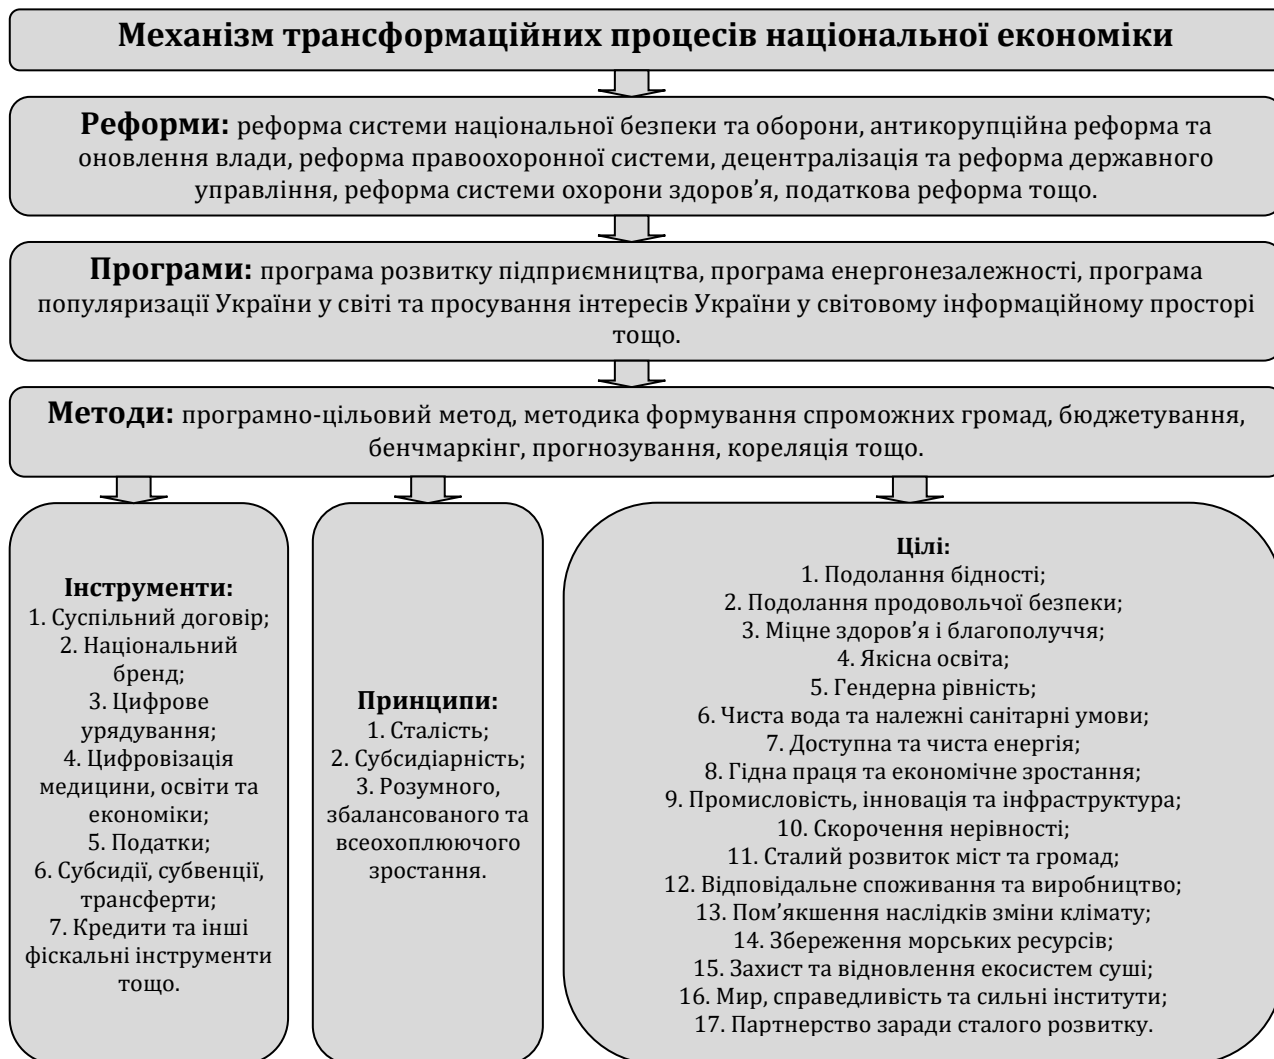 Механізм трансформаційних процесів національної економіки
Реформи: реформа системи національної безпеки та оборони, антикорупційна реформа та
оновлення влади, реформа правоохоронної системи, децентралізація та реформа державного
управління, реформа системи охорони здоров’я, податкова реформа тощо.
Програми: програма розвитку підприємництва, програма енергонезалежності, програма
популяризації України у світі та просування інтересів України у світовому інформаційному просторі
тощо.
Методи: програмно-цільовий метод, методика формування спроможних громад, бюджетування,
бенчмаркінг, прогнозування, кореляція тощо.
Інструменти:
1. Суспільний договір;
2. Національний
бренд;
3. Цифрове
урядування;
4. Цифровізація
медицини, освіти та
економіки;
5. Податки;
6. Субсидії, субвенції,
трансферти;
7. Кредити та інші
фіскальні інструменти
тощо.
Принципи:
1. Сталість;
2. Субсидіарність;
3. Розумного,
збалансованого та
всеохоплюючого
зростання.
Цілі:
1. Подолання бідності;
2. Подолання продовольчої безпеки;
3. Міцне здоров’я і благополуччя;
4. Якісна освіта;
5. Гендерна рівність;
6. Чиста вода та належні санітарні умови;
7. Доступна та чиста енергія;
8. Гідна праця та економічне зростання;
9. Промисловість, інновація та інфраструктура;
10. Скорочення нерівності;
11. Сталий розвиток міст та громад;
12. Відповідальне споживання та виробництво;
13. Пом’якшення наслідків зміни клімату;
14. Збереження морських ресурсів;
15. Захист та відновлення екосистем суші;
16. Мир, справедливість та сильні інститути;
17. Партнерство заради сталого розвитку.